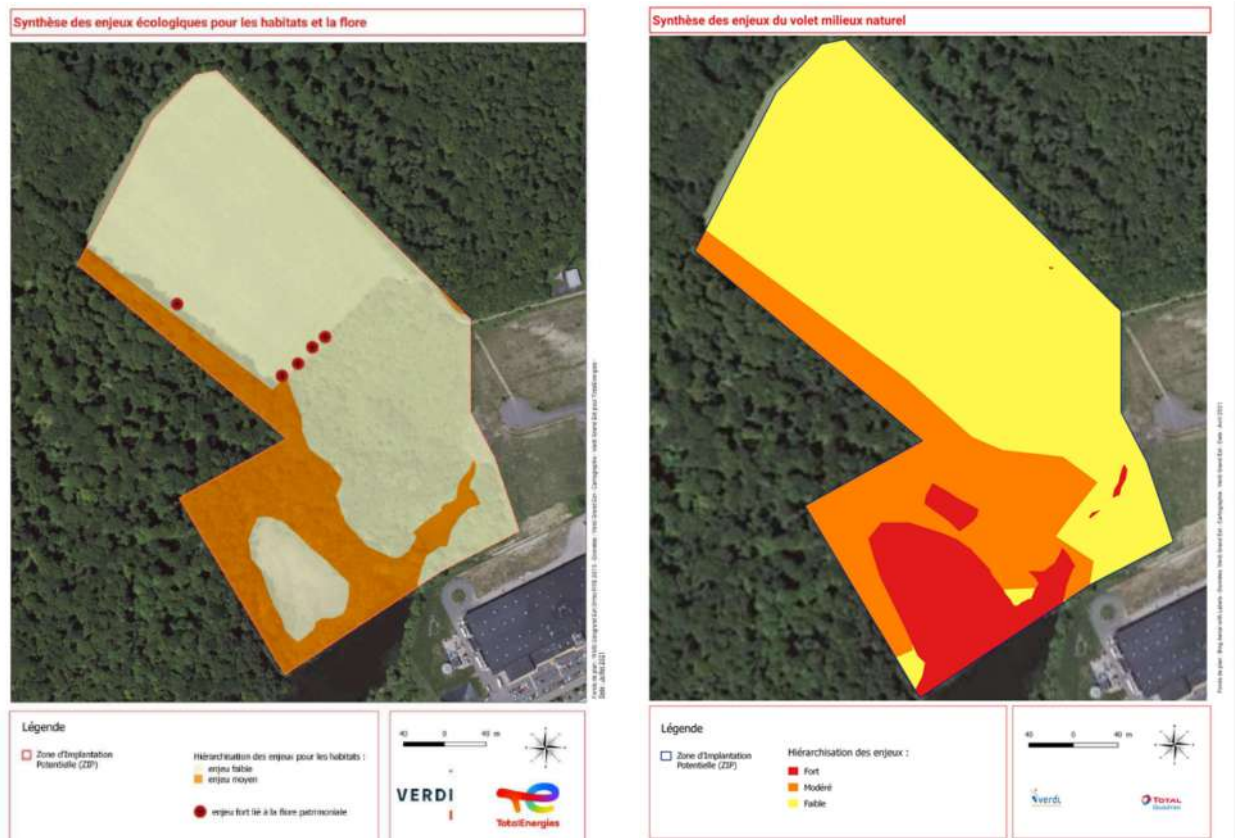 Synthèse des enjeux écologiques pour les habitats et la flore
Légende
Zone d'Implantation
Potentielle (ZIP)
Hiérarchisation des enjeux pour les habitats :
enjeu faible
enjeu moyen
enjeu fort lié à la flore patrimoniale
40 0 40 m
VERDI
TotalEnergies
Synthèse des enjeux du volet milieux naturel
Légende
Zone d'Implantation
Potentielle (ZIP)
Hiérarchisation des enjeux :
Fort
Modéré
Faible
40 0 40 m
verdi
TOTAL